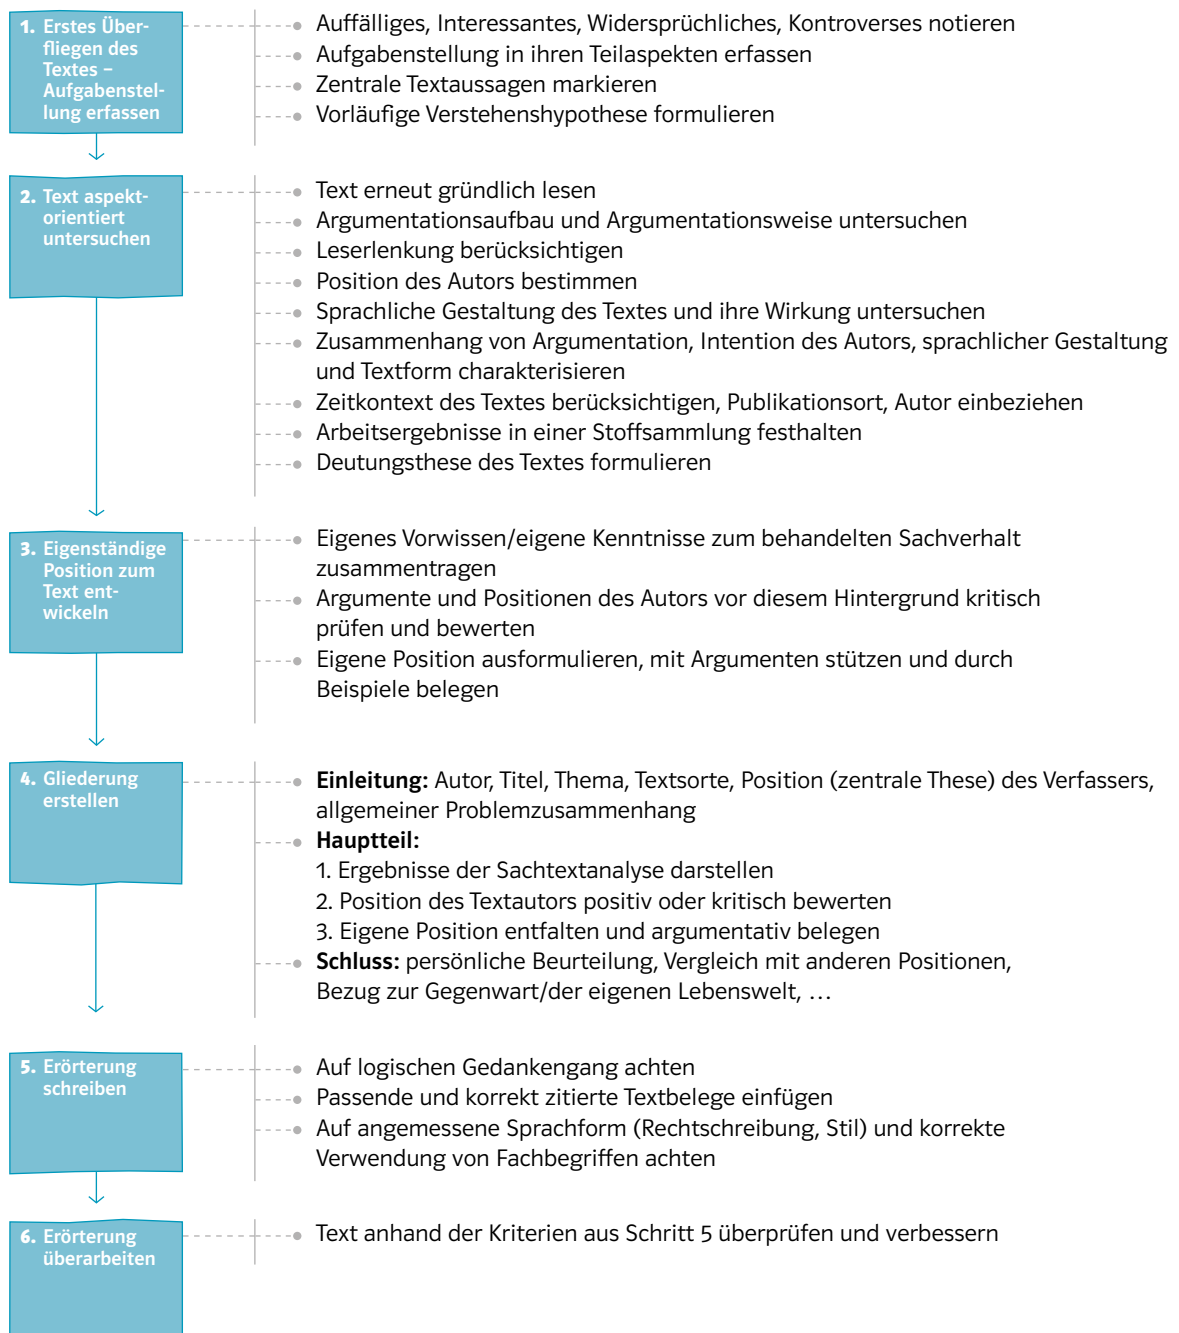 1. Erstes Über-
fliegen des
Textes –
Aufgabenstel-
lung erfassen
Auffälliges, Interessantes, Widersprüchliches, Kontroverses notieren
Aufgabenstellung in ihren Teilaspekten erfassen
Zentrale Textaussagen markieren
Vorläufige Verstehenshypothese formulieren
2. Text aspekt-
orientiert
untersuchen
Text erneut gründlich lesen
Argumentationsaufbau und Argumentationsweise untersuchen
Leserlenkung berücksichtigen
Position des Autors bestimmen
Sprachliche Gestaltung des Textes und ihre Wirkung untersuchen
Zusammenhang von Argumentation, Intention des Autors, sprachlicher Gestaltung
und Textform charakterisieren
Zeitkontext des Textes berücksichtigen, Publikationsort, Autor einbeziehen
Arbeitsergebnisse in einer Stoffsammlung festhalten
Deutungsthese des Textes formulieren
3. Eigenständige
Position zum
Text ent-
wickeln
Eigenes Vorwissen/eigene Kenntnisse zum behandelten Sachverhalt
zusammentragen
Argumente und Positionen des Autors vor diesem Hintergrund kritisch
prüfen und bewerten
Eigene Position ausformulieren, mit Argumenten stützen und durch
Beispiele belegen
4. Gliederung
erstellen
Einleitung: Autor, Titel, Thema, Textsorte, Position (zentrale These) des Verfassers,
allgemeiner Problemzusammenhang
Hauptteil:
1. Ergebnisse der Sachtextanalyse darstellen
2. Position des Textautors positiv oder kritisch bewerten
3. Eigene Position entfalten und argumentativ belegen
Schluss: persönliche Beurteilung, Vergleich mit anderen Positionen,
Bezug zur Gegenwart/der eigenen Lebenswelt, …
5. Erörterung
schreiben
Auf logischen Gedankengang achten
Passende und korrekt zitierte Textbelege einfügen
Auf angemessene Sprachform (Rechtschreibung, Stil) und korrekte
Verwendung von Fachbegriffen achten
6. Erörterung
überarbeiten
Text anhand der Kriterien aus Schritt 5 überprüfen und verbessern